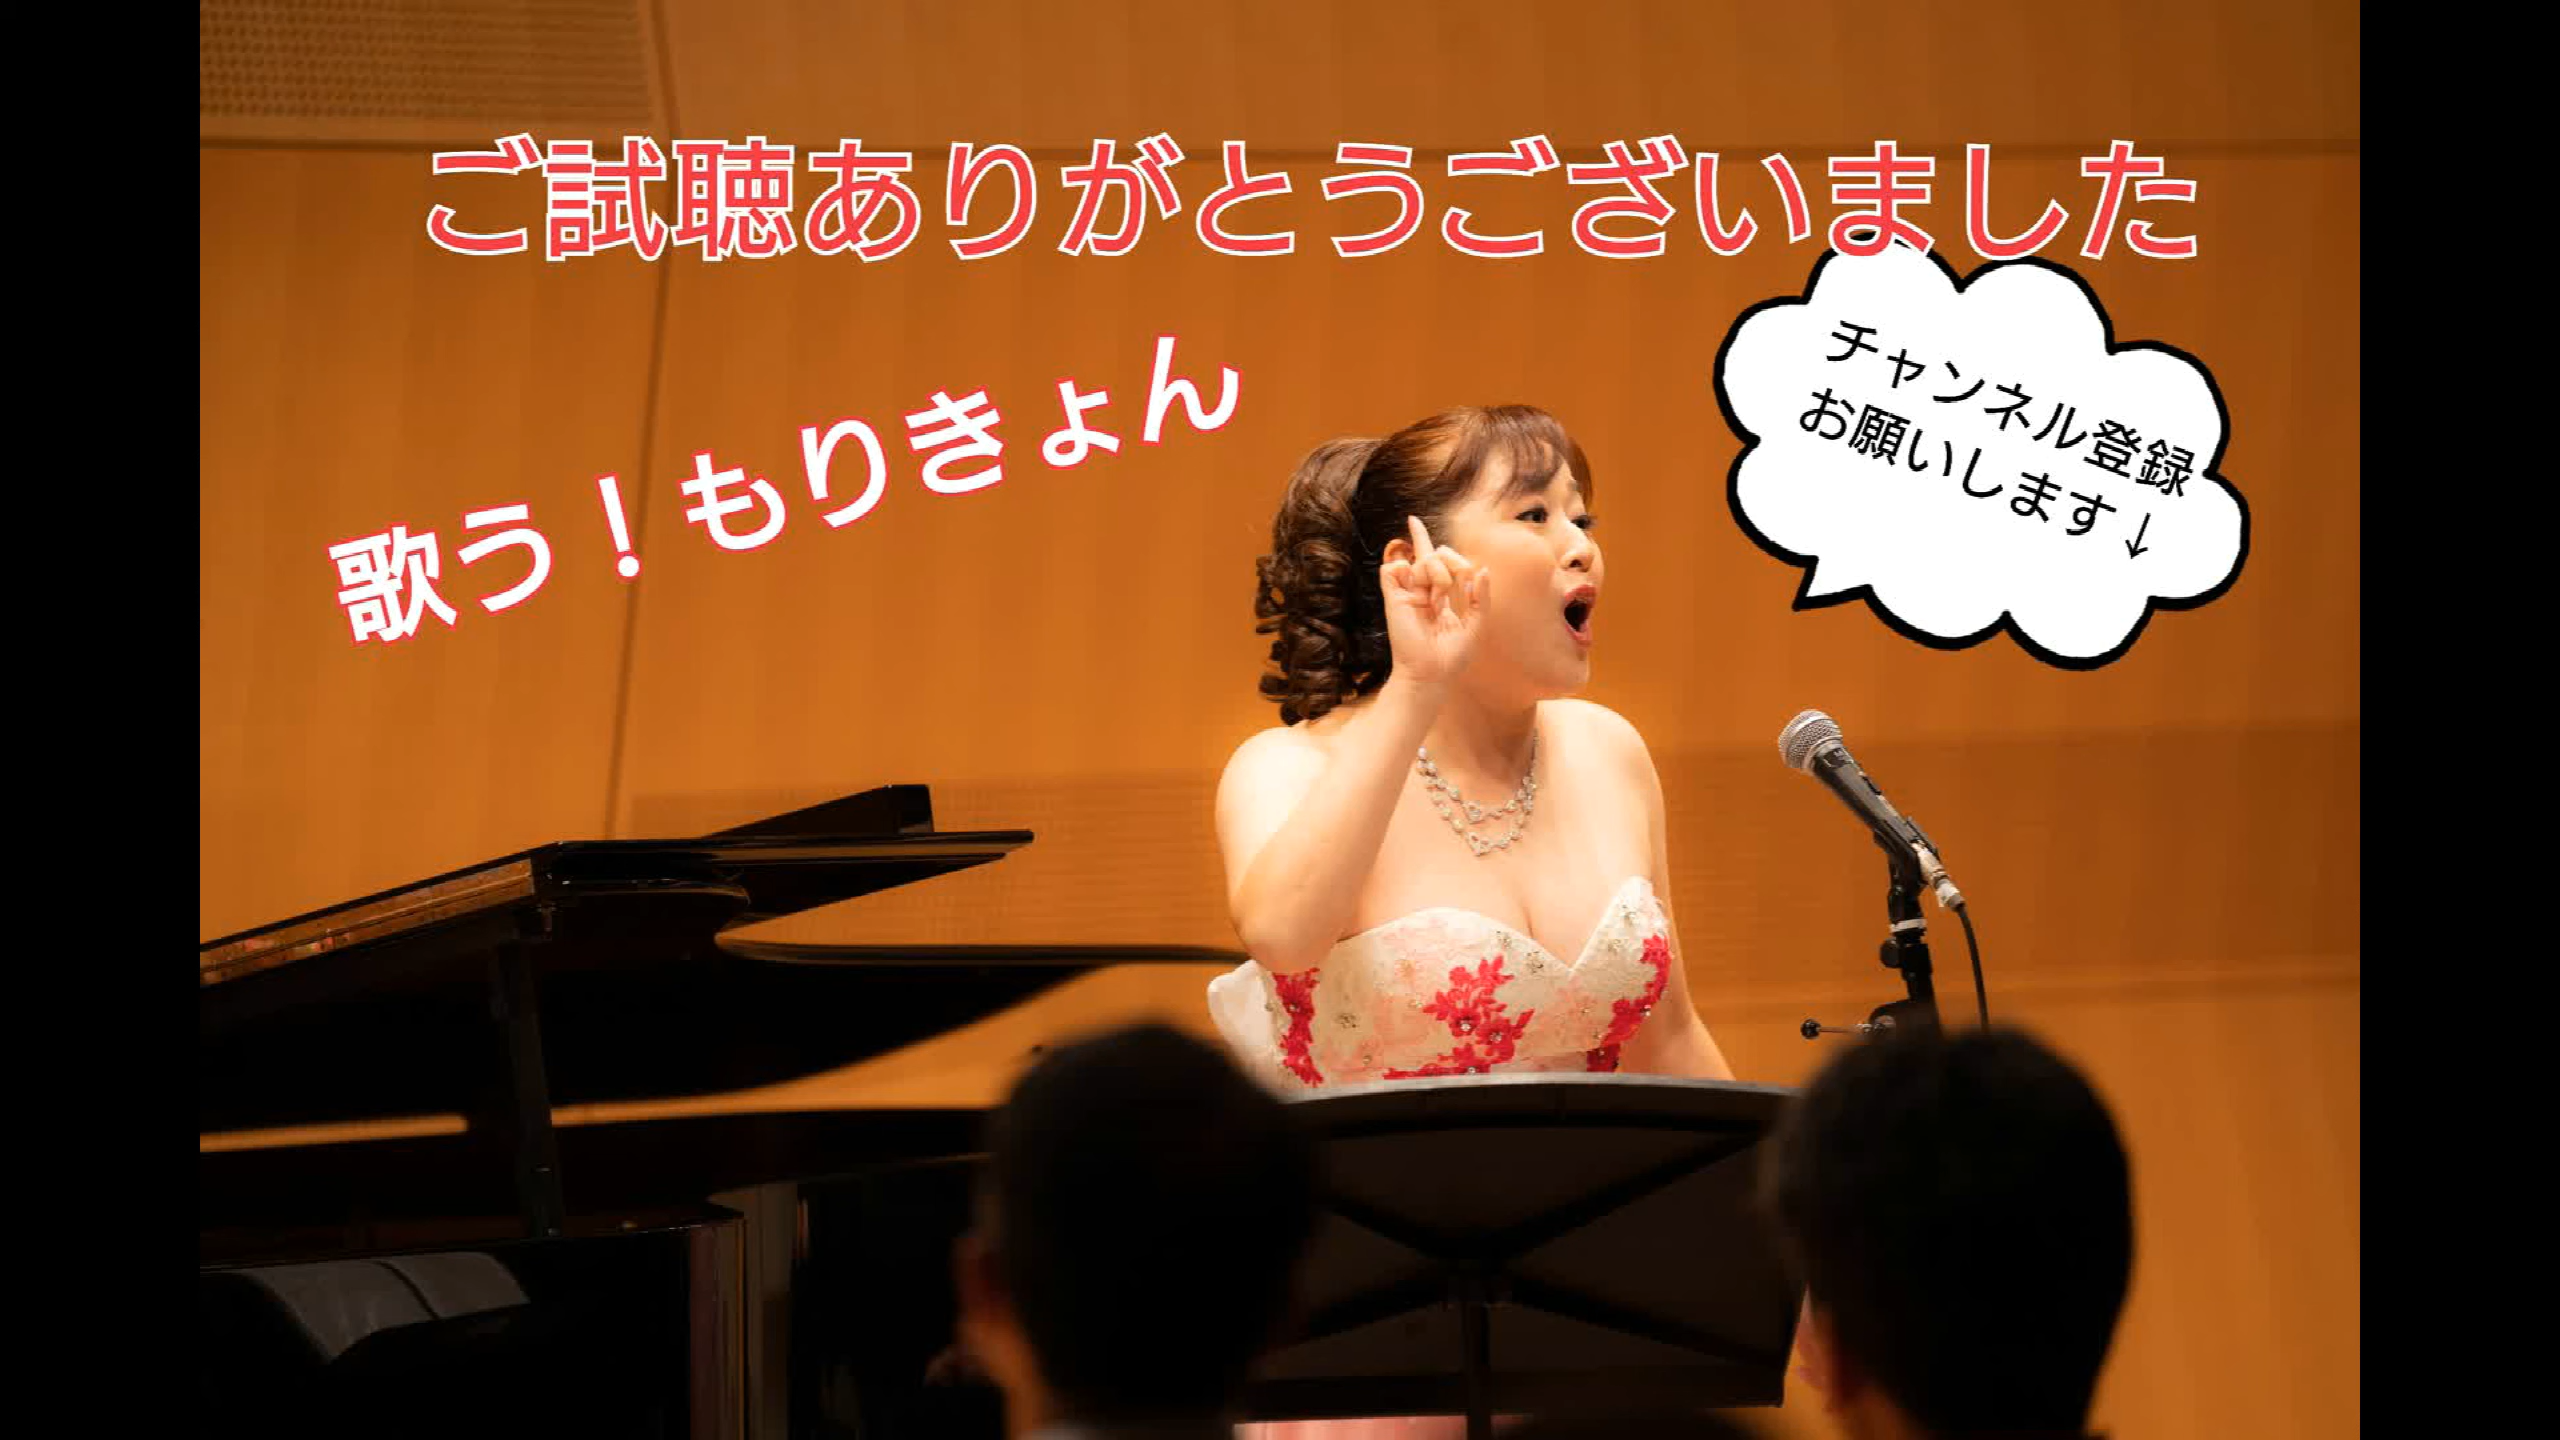 ご試聴ありがとうございました
歌う！もりきょん
チャンネル登録
お願いします↓